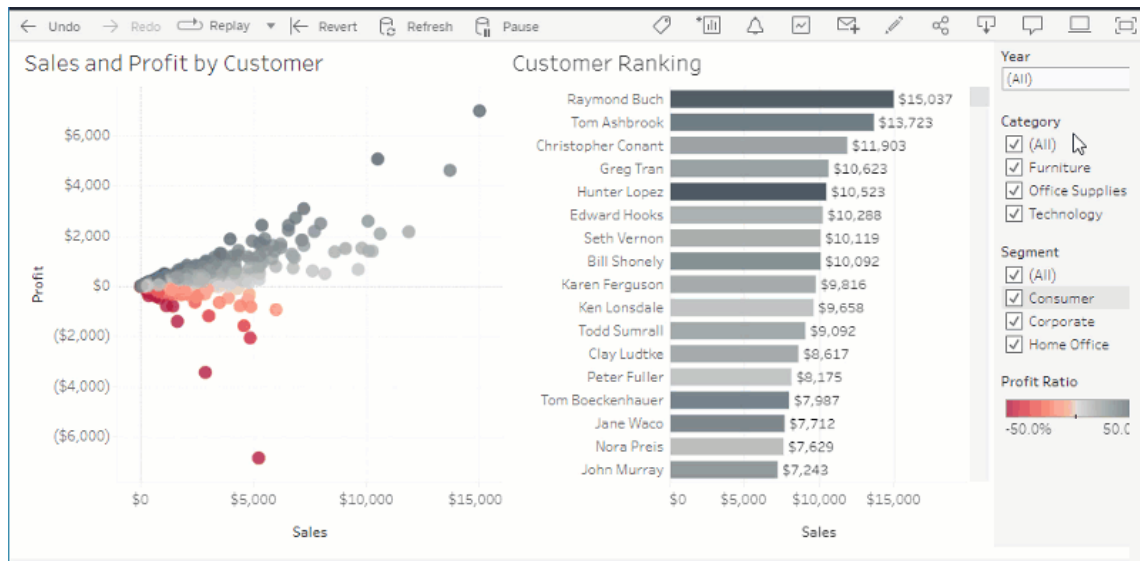 Undo Redo Replay Revert Refresh Pause
Sales and Profit by Customer
$6,000
$4,000
$2,000
$0
($2,000)
($4,000)
($6,000)
Profit
$0 $5,000 $10,000 $15,000
Sales
Customer Ranking
Raymond Buch $15,037
Tom Ashbrook $13,723
Christopher Conant $11,903
Greg Tran $10,623
Hunter Lopez $10,523
Edward Hooks $10,288
Seth Vernon $10,119
Bill Shonely $10,092
Karen Ferguson $9,816
Ken Lonsdale $9,658
Todd Sumrall $9,092
Clay Ludtke $8,617
Peter Fuller $8,175
Tom Boeckenhauer $7,987
Jane Waco $7,712
Nora Preis $7,629
John Murray $7,243
$0 $5,000 $10,000 $15,000
Sales
Year
(All)
Category
(All)
Furniture
Office Supplies
Technology
Segment
(All)
Consumer
Corporate
Home Office
Profit Ratio
-50.0% 50.0